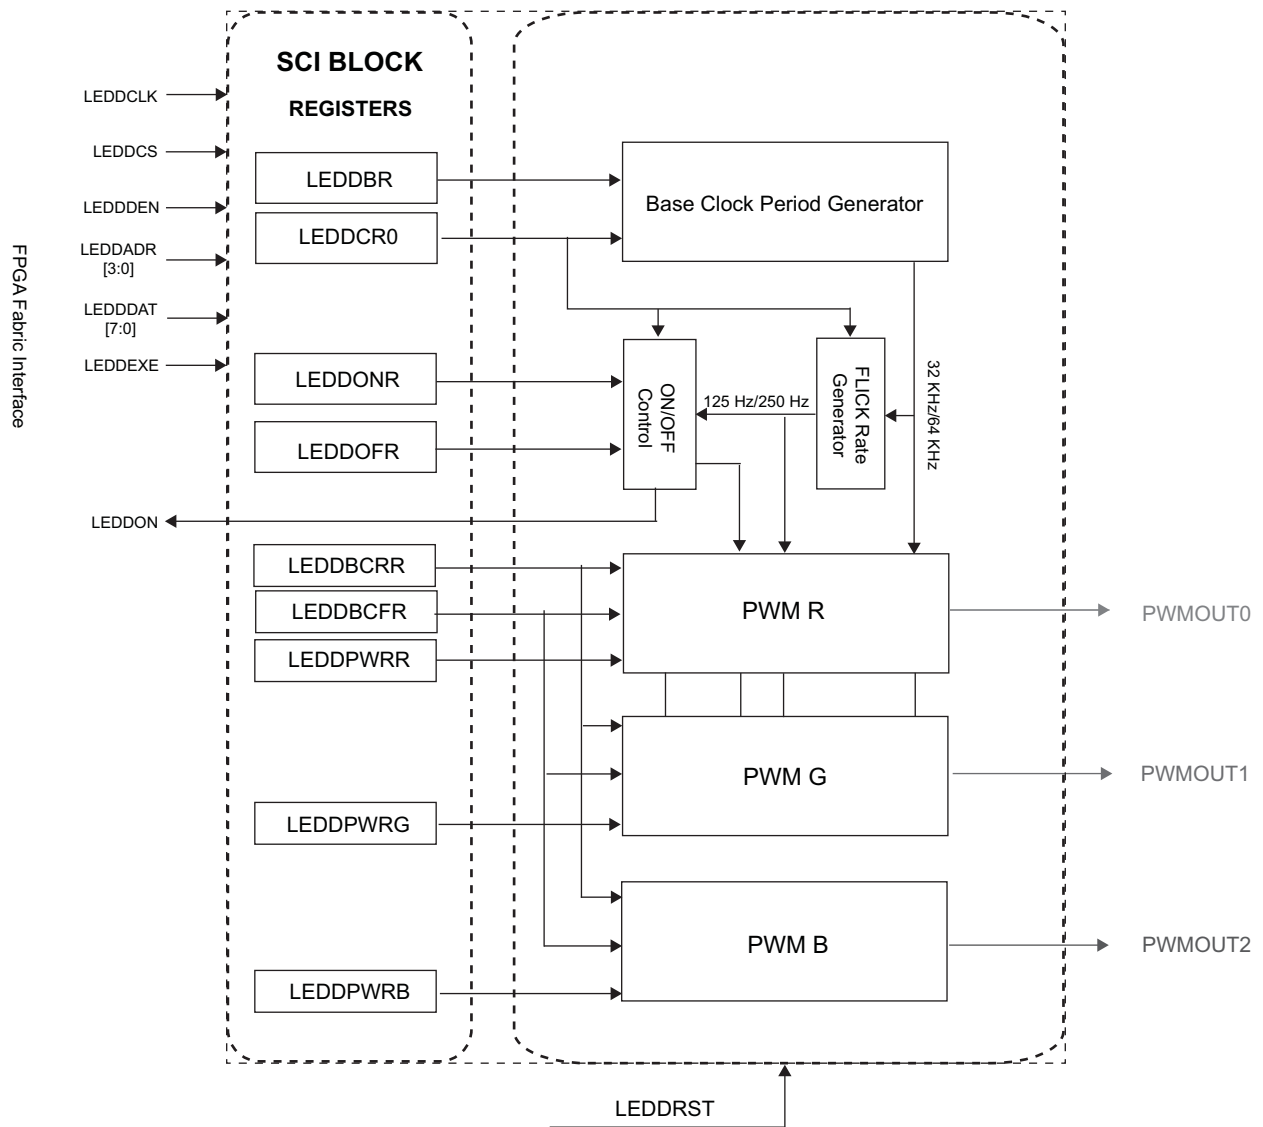 SCI BLOCK
REGISTERS
FPGA Fabric Interface
LEDDCLK
LEDDCS
LEDDDEN
LEDDADR
[3:0]
LEDDDAT
[7:0]
LEDDEXE
LEDDON
LEDDBR
LEDDCR0
LEDDONR
LEDDOFR
LEDDBCRR
LEDDBCFR
LEDDPWRR
LEDDPWRG
LEDDPWRB
Base Clock Period Generator
ON/OFF
Control
125 Hz/250 Hz
FLICK Rate
Generator
32 KHz/64 KHz
PWM R
PWM G
PWM B
PWMOUT0
PWMOUT1
PWMOUT2
LEDDRST